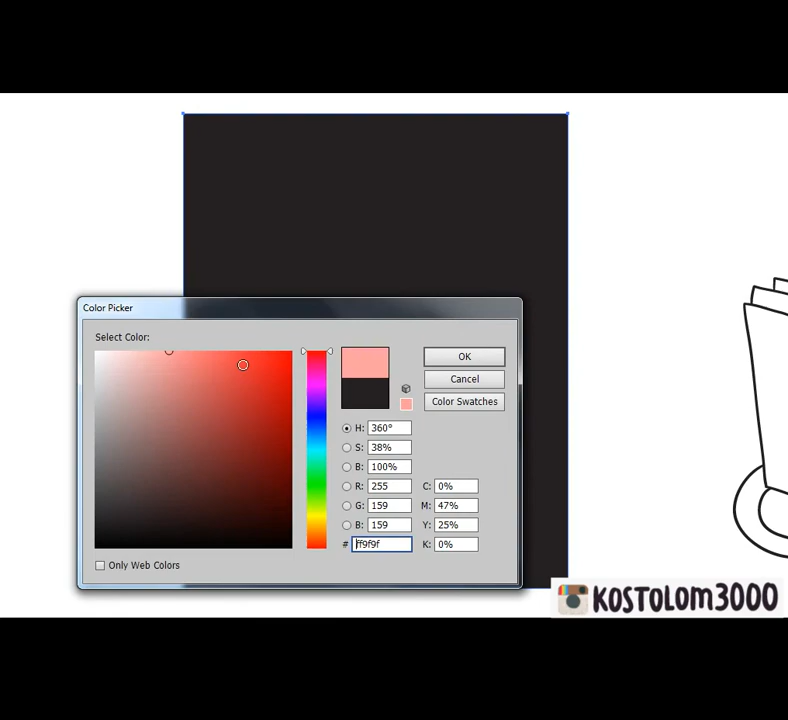 Color Picker
Select Color:
OK
Cancel
Color Swatches
H: 360°
S: 38%
B: 100%
R: 255 C: 0%
G: 159 M: 47%
B: 159 Y: 25%
# ff9f9f K: 0%
Only Web Colors
KOSTOLOM3000